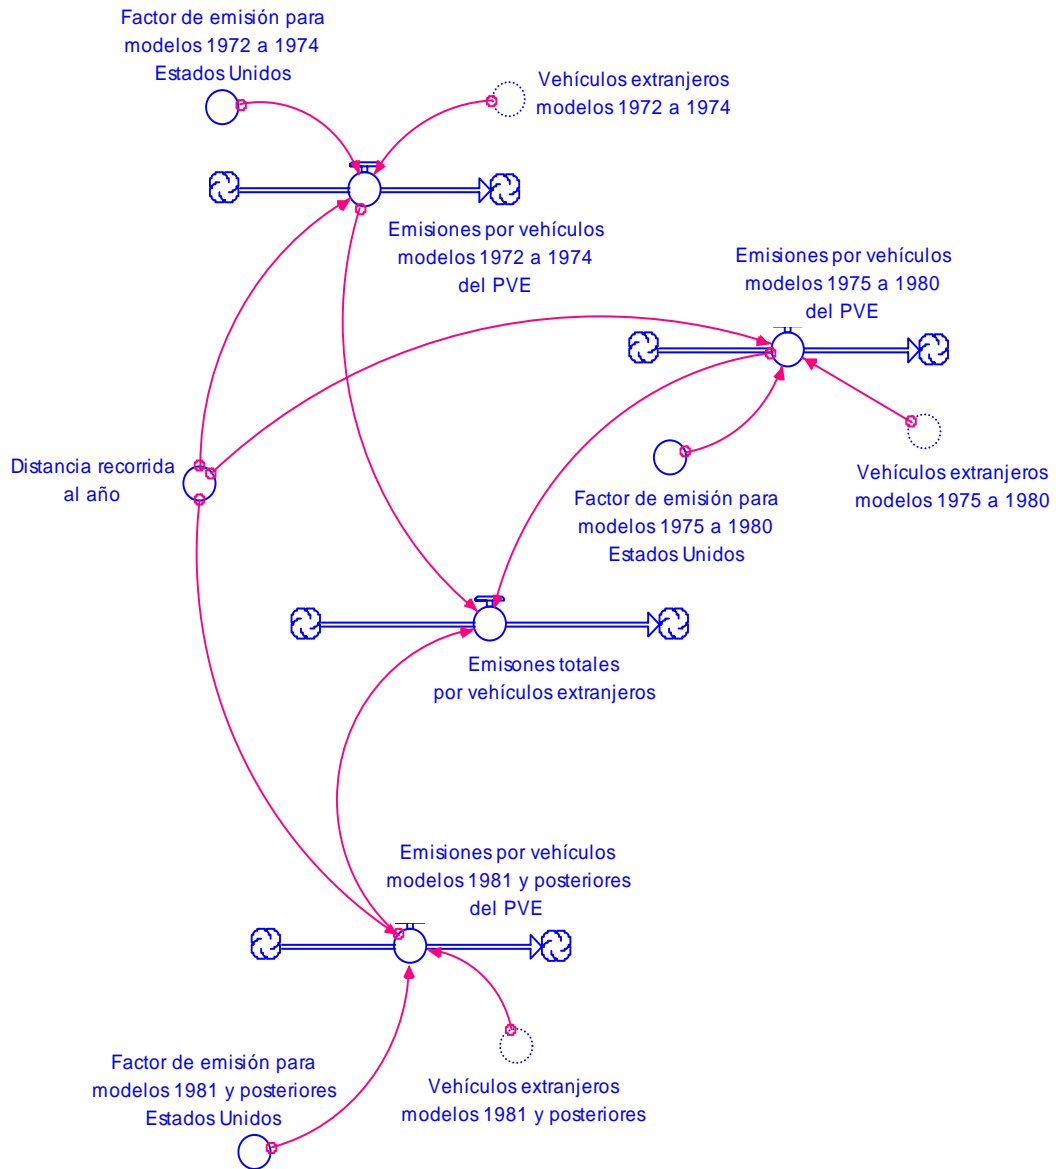 Factor de emisión para
modelos 1972 a 1974
Estados Unidos
Vehículos extranjeros
modelos 1972 a 1974
Emisiones por vehículos
modelos 1972 a 1974
del PVE
Emisiones por vehículos
modelos 1975 a 1980
del PVE
Distancia recorrida
al año
Vehículos extranjeros
modelos 1975 a 1980
Factor de emisión para
modelos 1975 a 1980
Estados Unidos
Emisones totales
por vehículos extranjeros
Emisiones por vehículos
modelos 1981 y posteriores
del PVE
Factor de emisión para
modelos 1981 y posteriores
Estados Unidos
Vehículos extranjeros
modelos 1981 y posteriores